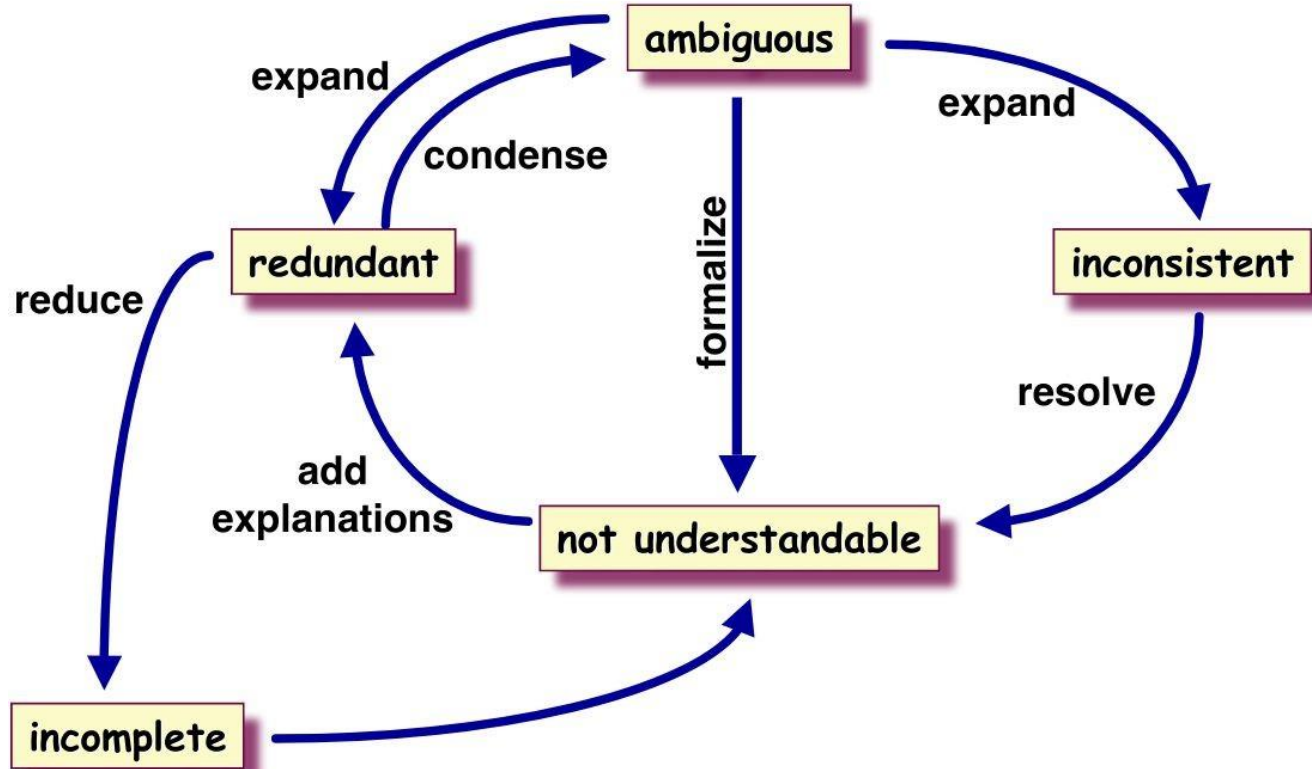 ambiguous
expand
expand
condense
formalize
redundant
inconsistent
reduce
resolve
add
explanations
not understandable
incomplete